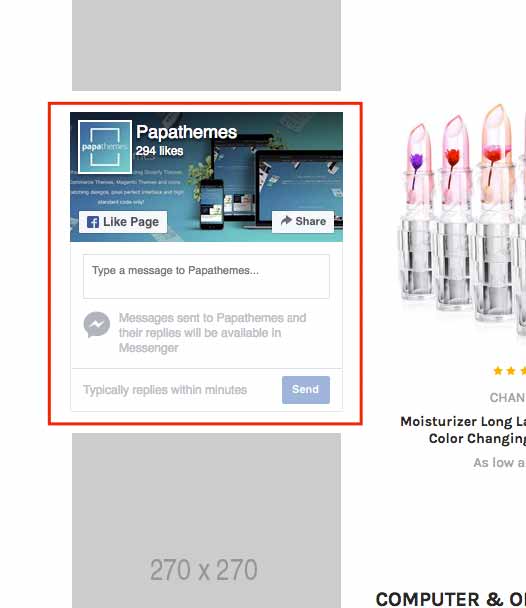 papathemes
Papathemes
294 likes
Like Page
Share
Type a message to Papathemes...
Messages sent to Papathemes and
their replies will be available in
Messenger
Typically replies within minutes
Send
270 x 270
CHAN
Moisturizer Long La
Color Changing
As low a
COMPUTER & O